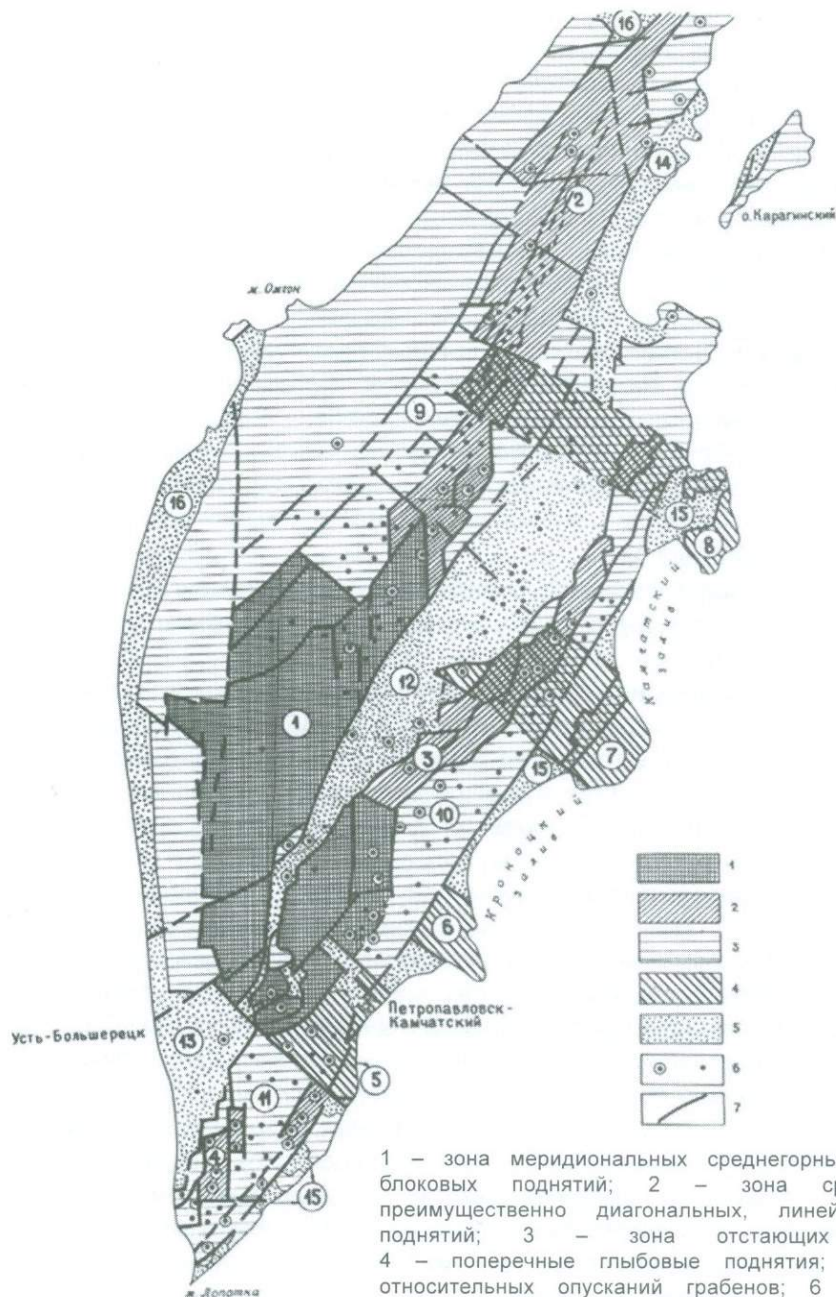 16
14
2
о. Карагинский
м. Омгон
9
16
15
8
Камчатский
залив
12
1
3
7
15
10
Кроноцкий
залив
6
1
2
3
4
5
6
7
Петропавловск-
Камчатский
Усть-Большерецк
13
5
11
4
15
м. Лопатка
1 – зона меридиональных среднегорны
блоковых поднятий; 2 – зона ср
преимущественно диагональных, линей
поднятий; 3 – зона отстающих
4 – поперечные глыбовые поднятия;
относительных опусканий грабенов; 6